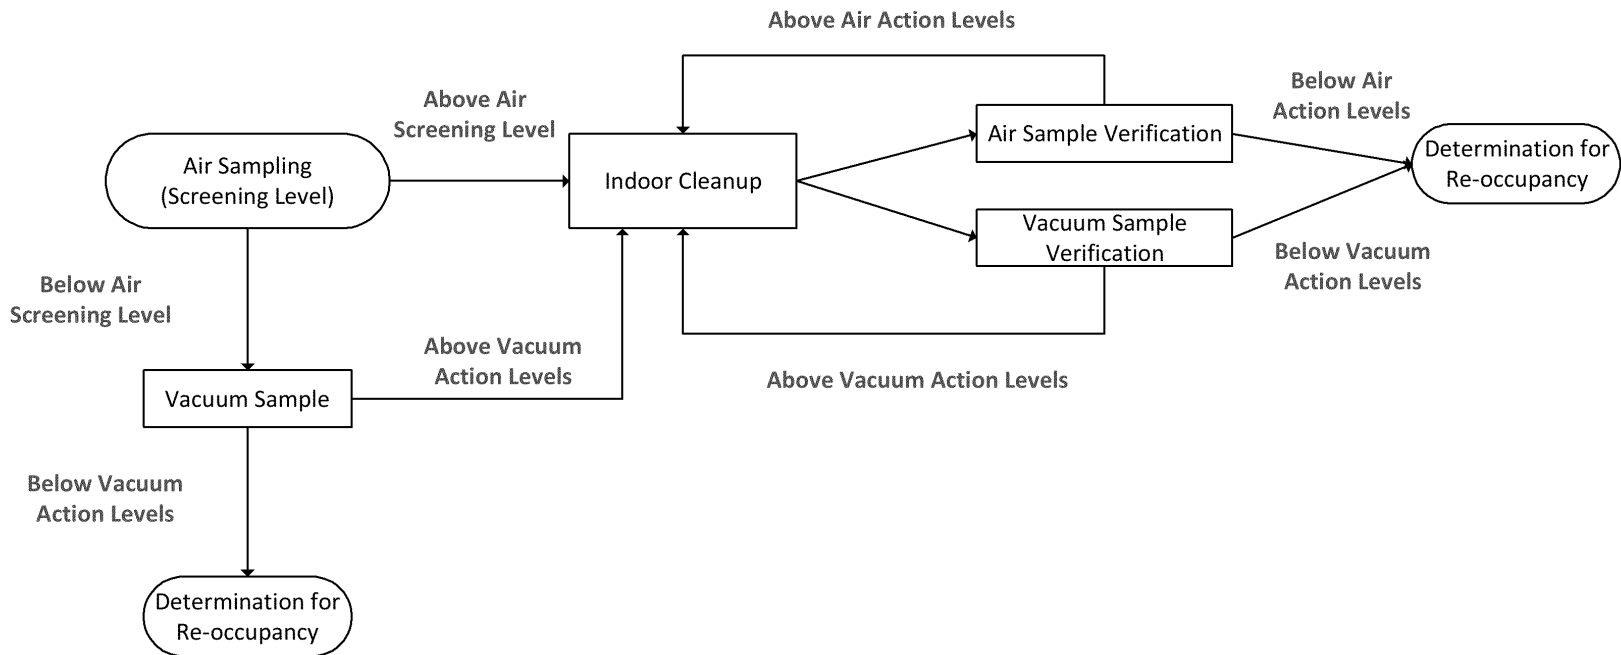 Above Air Action Levels
Above Air
Screening Level
Below Air
Action Levels
Air Sampling
(Screening Level)
Indoor Cleanup
Air Sample Verification
Determination for
Re-occupancy
Vacuum Sample
Verification
Below Vacuum
Action Levels
Below Air
Screening Level
Above Vacuum
Action Levels
Above Vacuum Action Levels
Vacuum Sample
Below Vacuum
Action Levels
Determination for
Re-occupancy